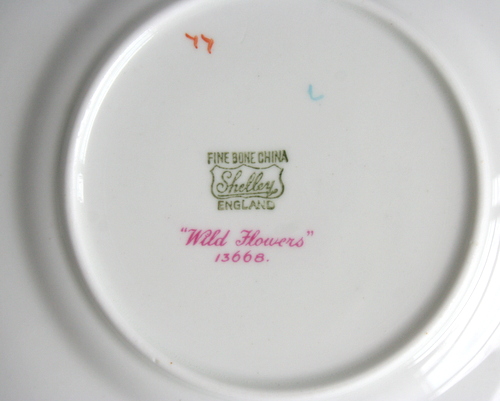 FINE BONE CHINA
Shelley
ENGLAND
"Wild Flowers"
13668.